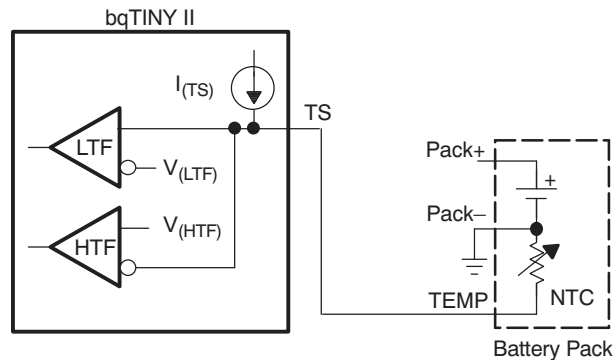 bqTINY II
I(TS)
TS
LTF
V(LTF)
V(HTF)
HTF
Pack+
+
Pack−
TEMP
NTC
Battery Pack